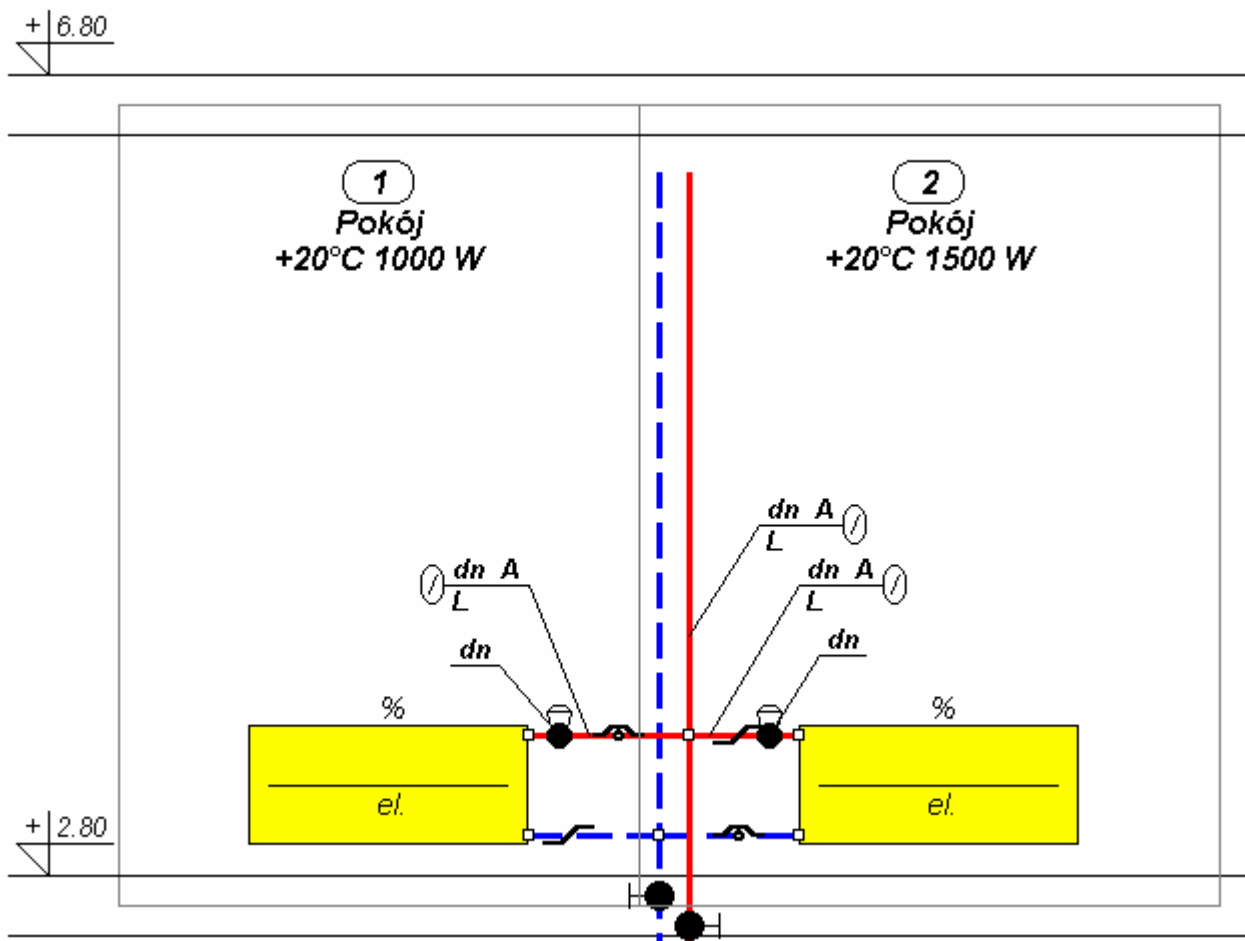 + 6.80
1
Pokój
+20°C 1000 W
2
Pokój
+20°C 1500 W
dn A
L
dn A
L
dn A
L
dn
dn
%
%
el.
el.
+ 2.80